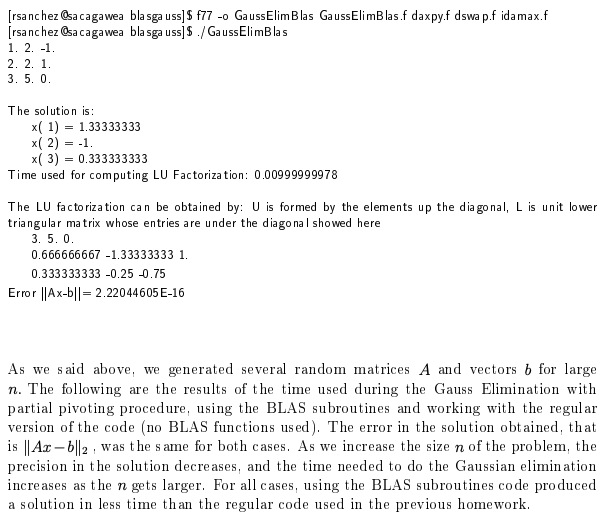 [rsanchez@sacagawea blasgauss]$ f77 -o GaussElimBlas GaussElimBlas.f daxpy.f dswap.f idamax.f
[rsanchez@sacagawea blasgauss]$ ./GaussElimBlas
1. 2. -1.
2. 2. 1.
3. 5. 0.
The solution is:
x( 1) = 1.33333333
x( 2) = -1.
x( 3) = 0.333333333
Time used for computing LU Factorization: 0.00999999978
The LU factorization can be obtained by: U is formed by the elements up the diagonal, L is unit lower
triangular matrix whose entries are under the diagonal showed here
3. 5. 0.
0.666666667 -1.33333333 1.
0.333333333 -0.25 -0.75
Error ||Ax-b||= 2.22044605E-16
As we said above, we generated several random matrices A and vectors b for large
n. The following are the results of the time used during the Gauss Elimination with
partial pivoting procedure, using the BLAS subroutines and working with the regular
version of the code (no BLAS functions used). The error in the solution obtained, that
is ‖Ax−b‖₂ , was the same for both cases. As we increase the size n of the problem, the
precision in the solution decreases, and the time needed to do the Gaussian elimination
increases as the n gets larger. For all cases, using the BLAS subroutines code produced
a solution in less time than the regular code used in the previous homework.